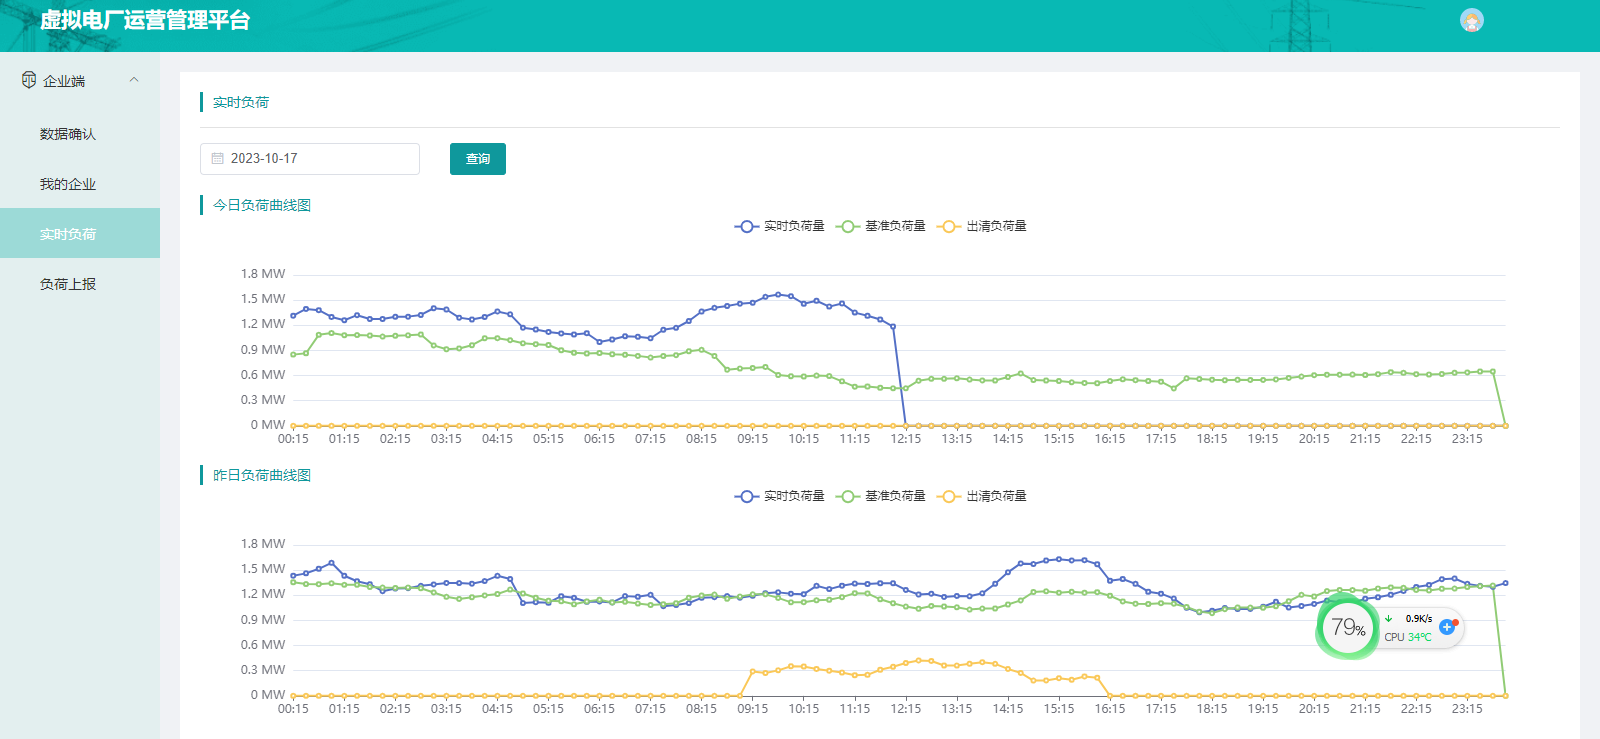 虚拟电厂运营管理平台
企业端
数据确认
我的企业
实时负荷
负荷上报
实时负荷
2023-10-17
查询
今日负荷曲线图
实时负荷量 基准负荷量 出清负荷量
1.8 MW
1.5 MW
1.2 MW
0.9 MW
0.6 MW
0.3 MW
0 MW
00:15 01:15 02:15 03:15 04:15 05:15 06:15 07:15 08:15 09:15 10:15 11:15 12:15 13:15 14:15 15:15 16:15 17:15 18:15 19:15 20:15 21:15 22:15 23:15
昨日负荷曲线图
实时负荷量 基准负荷量 出清负荷量
1.8 MW
1.5 MW
1.2 MW
0.9 MW
0.6 MW
0.3 MW
0 MW
00:15 01:15 02:15 03:15 04:15 05:15 06:15 07:15 08:15 09:15 10:15 11:15 12:15 13:15 14:15 15:15 16:15 17:15 18:15 19:15 20:15 21:15 22:15 23:15
79%
0.9K/s
CPU 34℃